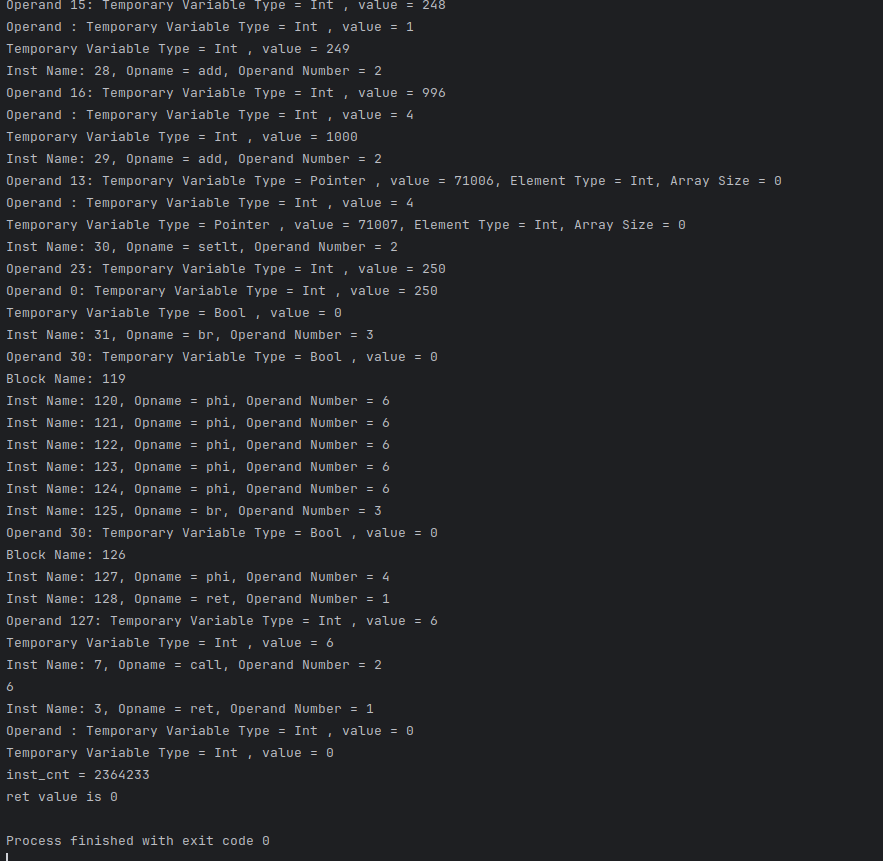 Operand 15: Temporary Variable Type = Int , value = 248
Operand : Temporary Variable Type = Int , value = 1
Temporary Variable Type = Int , value = 249
Inst Name: 28, Opname = add, Operand Number = 2
Operand 16: Temporary Variable Type = Int , value = 996
Operand : Temporary Variable Type = Int , value = 4
Temporary Variable Type = Int , value = 1000
Inst Name: 29, Opname = add, Operand Number = 2
Operand 13: Temporary Variable Type = Pointer , value = 71006, Element Type = Int, Array Size = 0
Operand : Temporary Variable Type = Int , value = 4
Temporary Variable Type = Pointer , value = 71007, Element Type = Int, Array Size = 0
Inst Name: 30, Opname = setlt, Operand Number = 2
Operand 23: Temporary Variable Type = Int , value = 250
Operand 0: Temporary Variable Type = Int , value = 250
Temporary Variable Type = Bool , value = 0
Inst Name: 31, Opname = br, Operand Number = 3
Operand 30: Temporary Variable Type = Bool , value = 0
Block Name: 119
Inst Name: 120, Opname = phi, Operand Number = 6
Inst Name: 121, Opname = phi, Operand Number = 6
Inst Name: 122, Opname = phi, Operand Number = 6
Inst Name: 123, Opname = phi, Operand Number = 6
Inst Name: 124, Opname = phi, Operand Number = 6
Inst Name: 125, Opname = br, Operand Number = 3
Operand 30: Temporary Variable Type = Bool , value = 0
Block Name: 126
Inst Name: 127, Opname = phi, Operand Number = 4
Inst Name: 128, Opname = ret, Operand Number = 1
Operand 127: Temporary Variable Type = Int , value = 6
Temporary Variable Type = Int , value = 6
Inst Name: 7, Opname = call, Operand Number = 2
6
Inst Name: 3, Opname = ret, Operand Number = 1
Operand : Temporary Variable Type = Int , value = 0
Temporary Variable Type = Int , value = 0
inst_cnt = 2364233
ret value is 0
Process finished with exit code 0